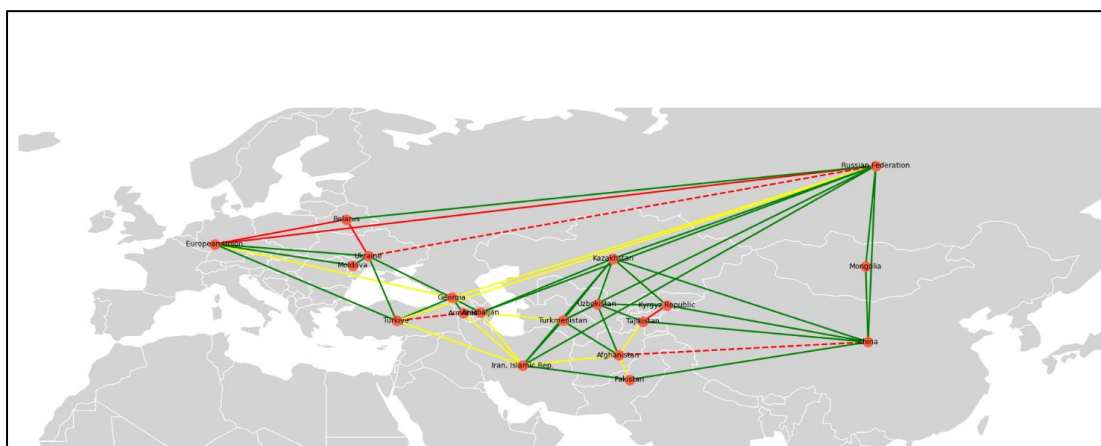 Russian Federation
Belarus
European Union
Ukraine
Moldova
Kazakhstan
Mongolia
Georgia
Uzbekistan
Kyrgyz Republic
Armenia
Azerbaijan
Türkiye
Turkmenistan
Tajikistan
China
Afghanistan
Iran, Islamic Rep.
Pakistan